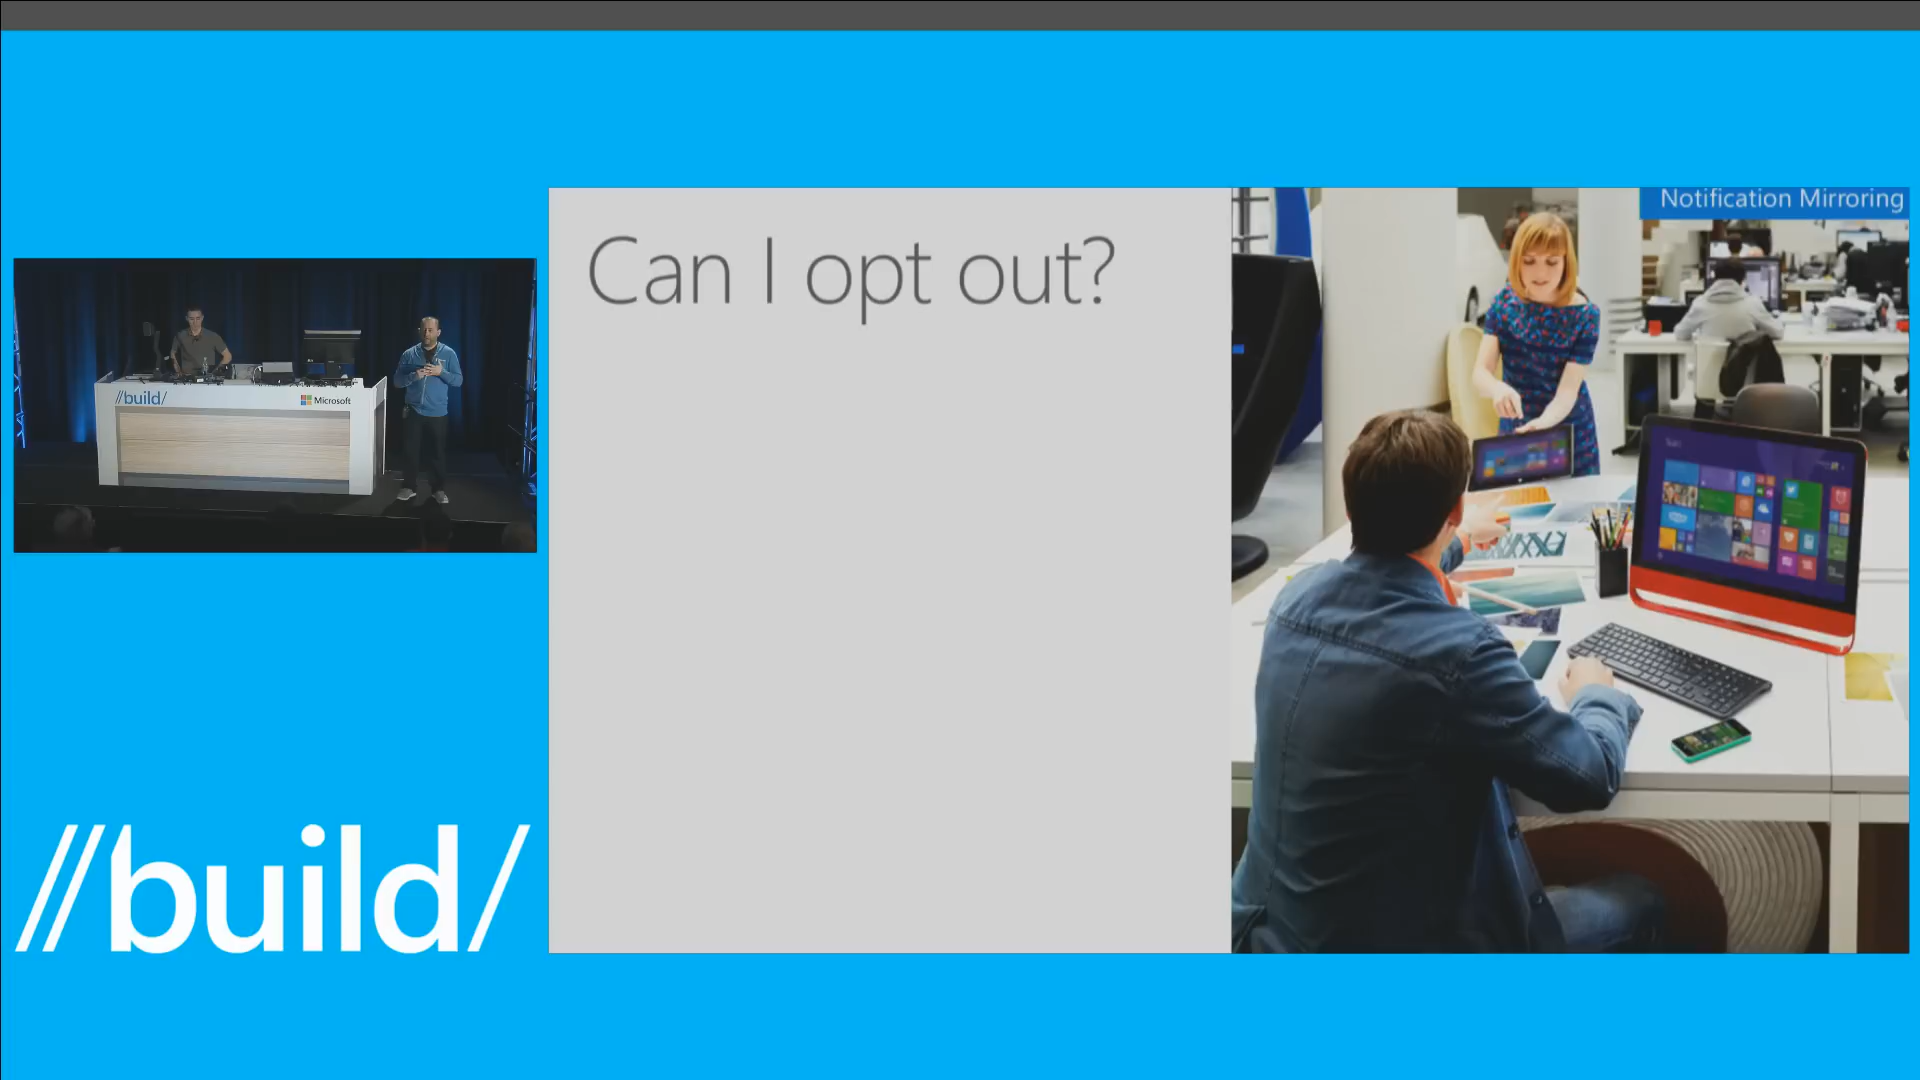 Notification Mirroring
Can I opt out?
//build/
Microsoft
//build/